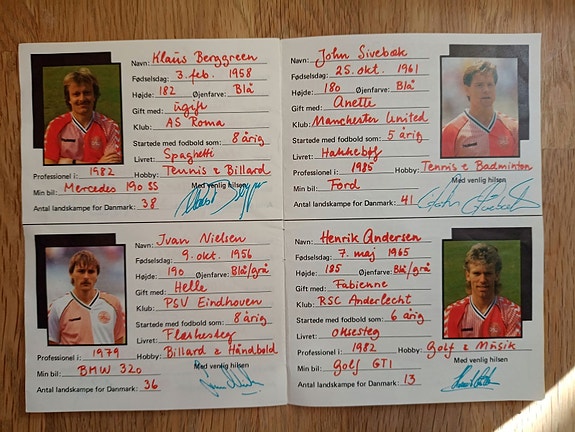 Navn: Klaus Berggreen
Fødselsdag: 3. feb. 1958
Højde: 182 Øjenfarve: Blå
Gift med: ugift
Klub: AS Roma
Startede med fodbold som: 8 årig
Livret: Spaghetti
Professionel i: 1982 Hobby: Tennis & Billard
Min bil: Mercedes 190 SS Med venlig hilsen
Antal landskampe for Danmark: 38
Navn: John Sivebæk
Fødselsdag: 25. okt. 1961
Højde: 180 Øjenfarve: Blå
Gift med: Anette
Klub: Manchester United
Startede med fodbold som: 5 årig
Livret: Hakkebøf
Professionel i: 1985 Hobby: Tennis & Badminton
Min bil: Ford Med venlig hilsen
Antal landskampe for Danmark: 41
Navn: Ivan Nielsen
Fødselsdag: 9. okt. 1956
Højde: 190 Øjenfarve: Blå/grå
Gift med: Helle
Klub: PSV Eindhoven
Startede med fodbold som: 8 årig
Livret: Flæskesteg
Professionel i: 1979 Hobby: Billard & Håndbold
Min bil: BMW 320 Med venlig hilsen
Antal landskampe for Danmark: 36
Navn: Henrik Andersen
Fødselsdag: 7. maj 1965
Højde: 185 Øjenfarve: Blå/grå
Gift med: Fabienne
Klub: RSC Anderlecht
Startede med fodbold som: 6 årig
Livret: oksesteg
Professionel i: 1982 Hobby: Golf & Musik
Min bil: Golf GTI Med venlig hilsen
Antal landskampe for Danmark: 13